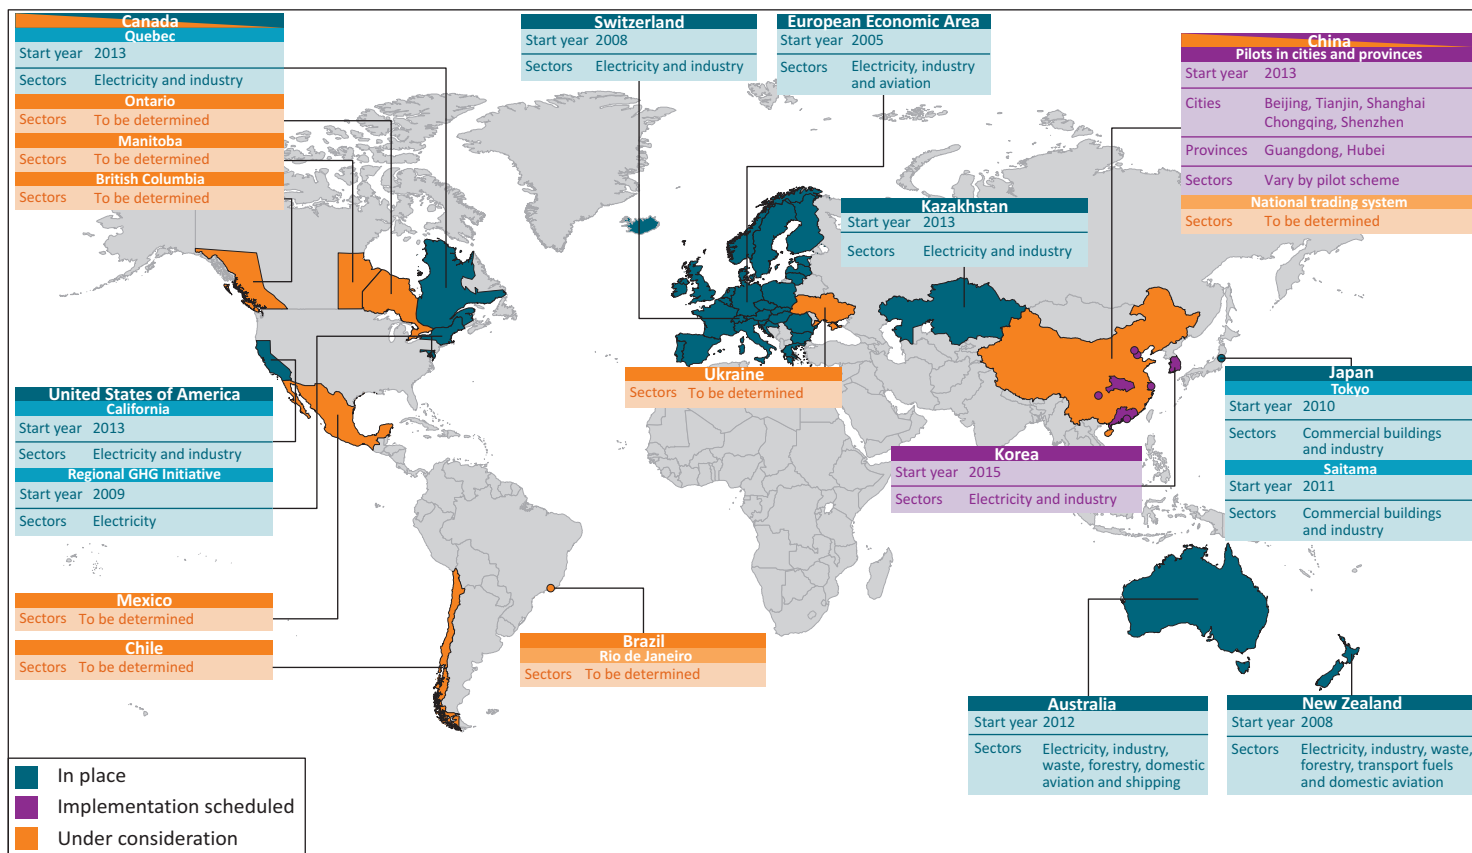 Canada
Quebec
Start year 2013
Sectors Electricity and industry
Ontario
Sectors To be determined
Manitoba
Sectors To be determined
British Columbia
Sectors To be determined
Switzerland
Start year 2008
Sectors Electricity and industry
European Economic Area
Start year 2005
Sectors Electricity, industry
and aviation
China
Pilots in cities and provinces
Start year 2013
Cities Beijing, Tianjin, Shanghai
Chongqing, Shenzhen
Provinces Guangdong, Hubei
Sectors Vary by pilot scheme
National trading system
Sectors To be determined
Kazakhstan
Start year 2013
Sectors Electricity and industry
Ukraine
Sectors To be determined
United States of America
California
Start year 2013
Sectors Electricity and industry
Regional GHG Initiative
Start year 2009
Sectors Electricity
Korea
Start year 2015
Sectors Electricity and industry
Japan
Tokyo
Start year 2010
Sectors Commercial buildings
and industry
Saitama
Start year 2011
Sectors Commercial buildings
and industry
Mexico
Sectors To be determined
Chile
Sectors To be determined
Brazil
Rio de Janeiro
Sectors To be determined
Australia
Start year 2012
Sectors Electricity, industry,
waste, forestry, domestic
aviation and shipping
New Zealand
Start year 2008
Sectors Electricity, industry, waste,
forestry, transport fuels
and domestic aviation
In place
Implementation scheduled
Under consideration